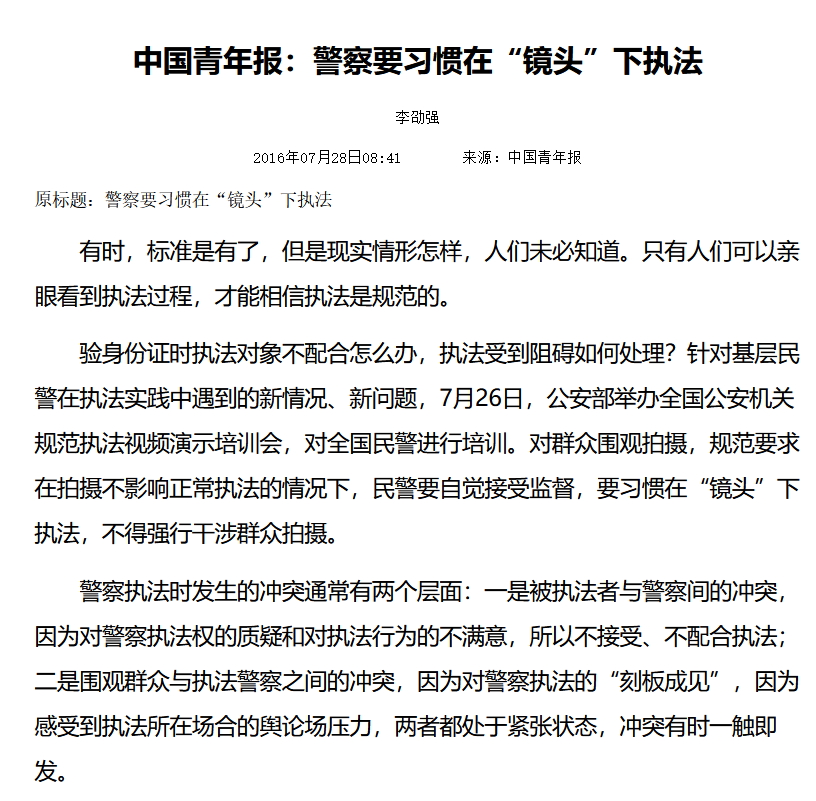 中国青年报：警察要习惯在“镜头”下执法
李劭强
2016年07月28日08:41 来源：中国青年报
原标题：警察要习惯在“镜头”下执法
有时，标准是有了，但是现实情形怎样，人们未必知道。只有人们可以亲
眼看到执法过程，才能相信执法是规范的。
验身份证时执法对象不配合怎么办，执法受到阻碍如何处理？针对基层民
警在执法实践中遇到的新情况、新问题，7月26日，公安部举办全国公安机关
规范执法视频演示培训会，对全国民警进行培训。对群众围观拍摄，规范要求
在拍摄不影响正常执法的情况下，民警要自觉接受监督，要习惯在“镜头”下
执法，不得强行干涉群众拍摄。
警察执法时发生的冲突通常有两个层面：一是被执法者与警察间的冲突，
因为对警察执法权的质疑和对执法行为的不满意，所以不接受、不配合执法；
二是围观群众与执法警察之间的冲突，因为对警察执法的“刻板成见”，因为
感受到执法所在场合的舆论场压力，两者都处于紧张状态，冲突有时一触即
发。